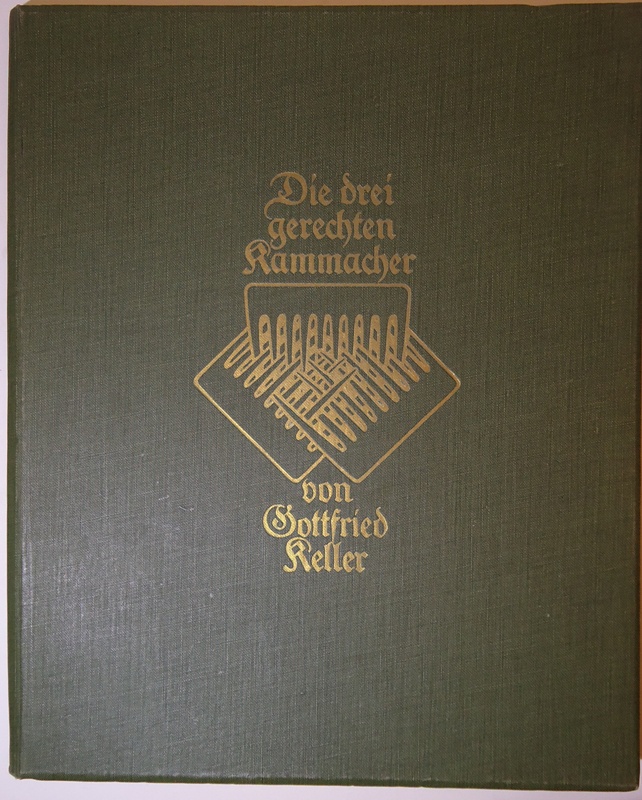 Die drei
gerechten
Kammacher
von
Gottfried
Keller